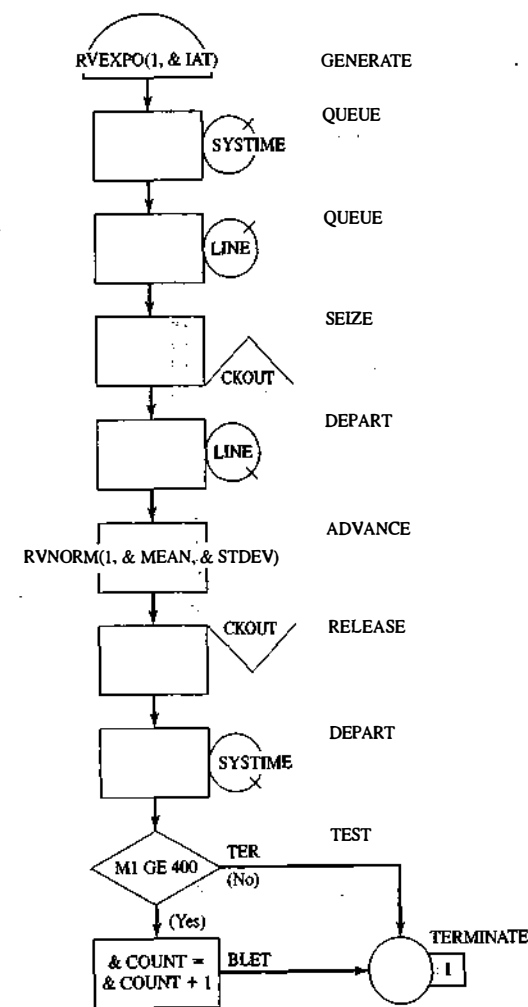 RVEXPO(1, & IAT) GENERATE
QUEUE
SYSTIME
QUEUE
LINE
SEIZE
CKOUT
DEPART
LINE
ADVANCE
RVNORM(1, & MEAN, & STDEV)
CKOUT RELEASE
DEPART
SYSTIME
TEST
TER
M1 GE 400
(No)
(Yes)
TERMINATE
& COUNT = BLET
& COUNT + 1
1